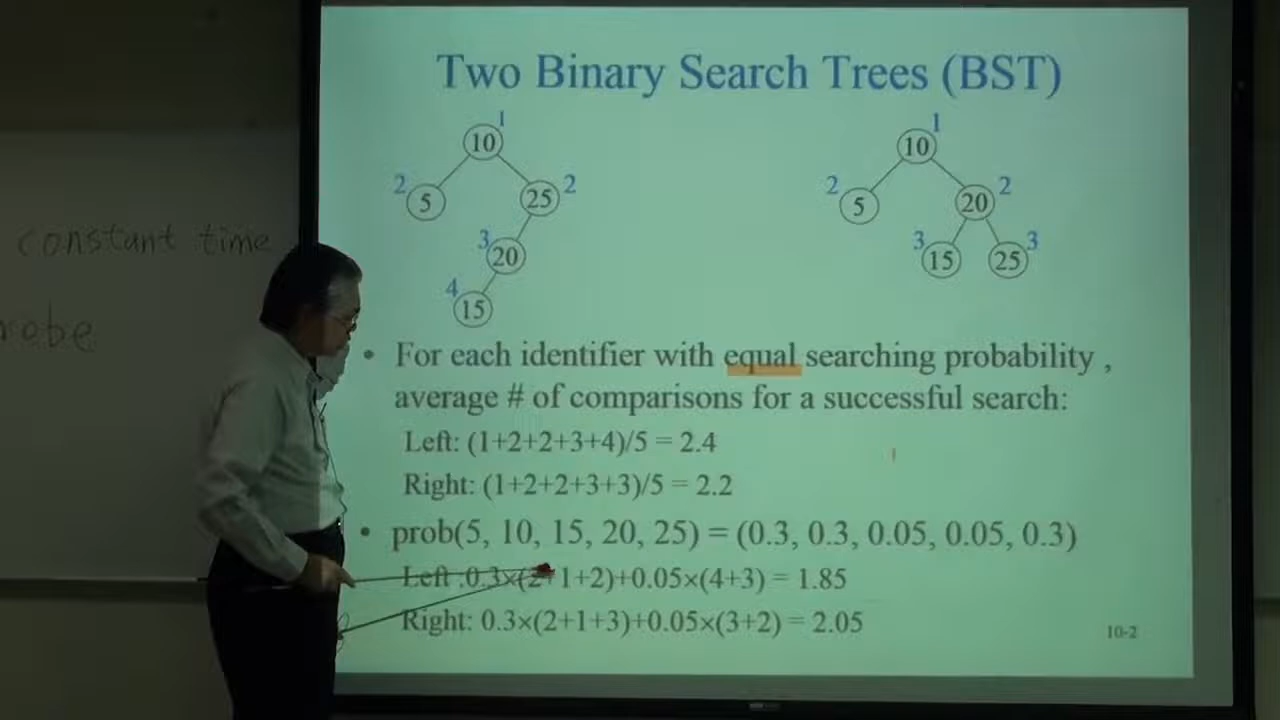 Two Binary Search Trees (BST)
1
10
2
5
25
2
3
20
4
15
1
10
2
5
20
2
3
15
25
3
constant time
• For each identifier with equal searching probability ,
average # of comparisons for a successful search:
Left: (1+2+2+3+4)/5 = 2.4
Right: (1+2+2+3+3)/5 = 2.2
• prob(5, 10, 15, 20, 25) = (0.3, 0.3, 0.05, 0.05, 0.3)
Left :0.3×(2+1+2)+0.05×(4+3) = 1.85
Right: 0.3×(2+1+3)+0.05×(3+2) = 2.05
10-2